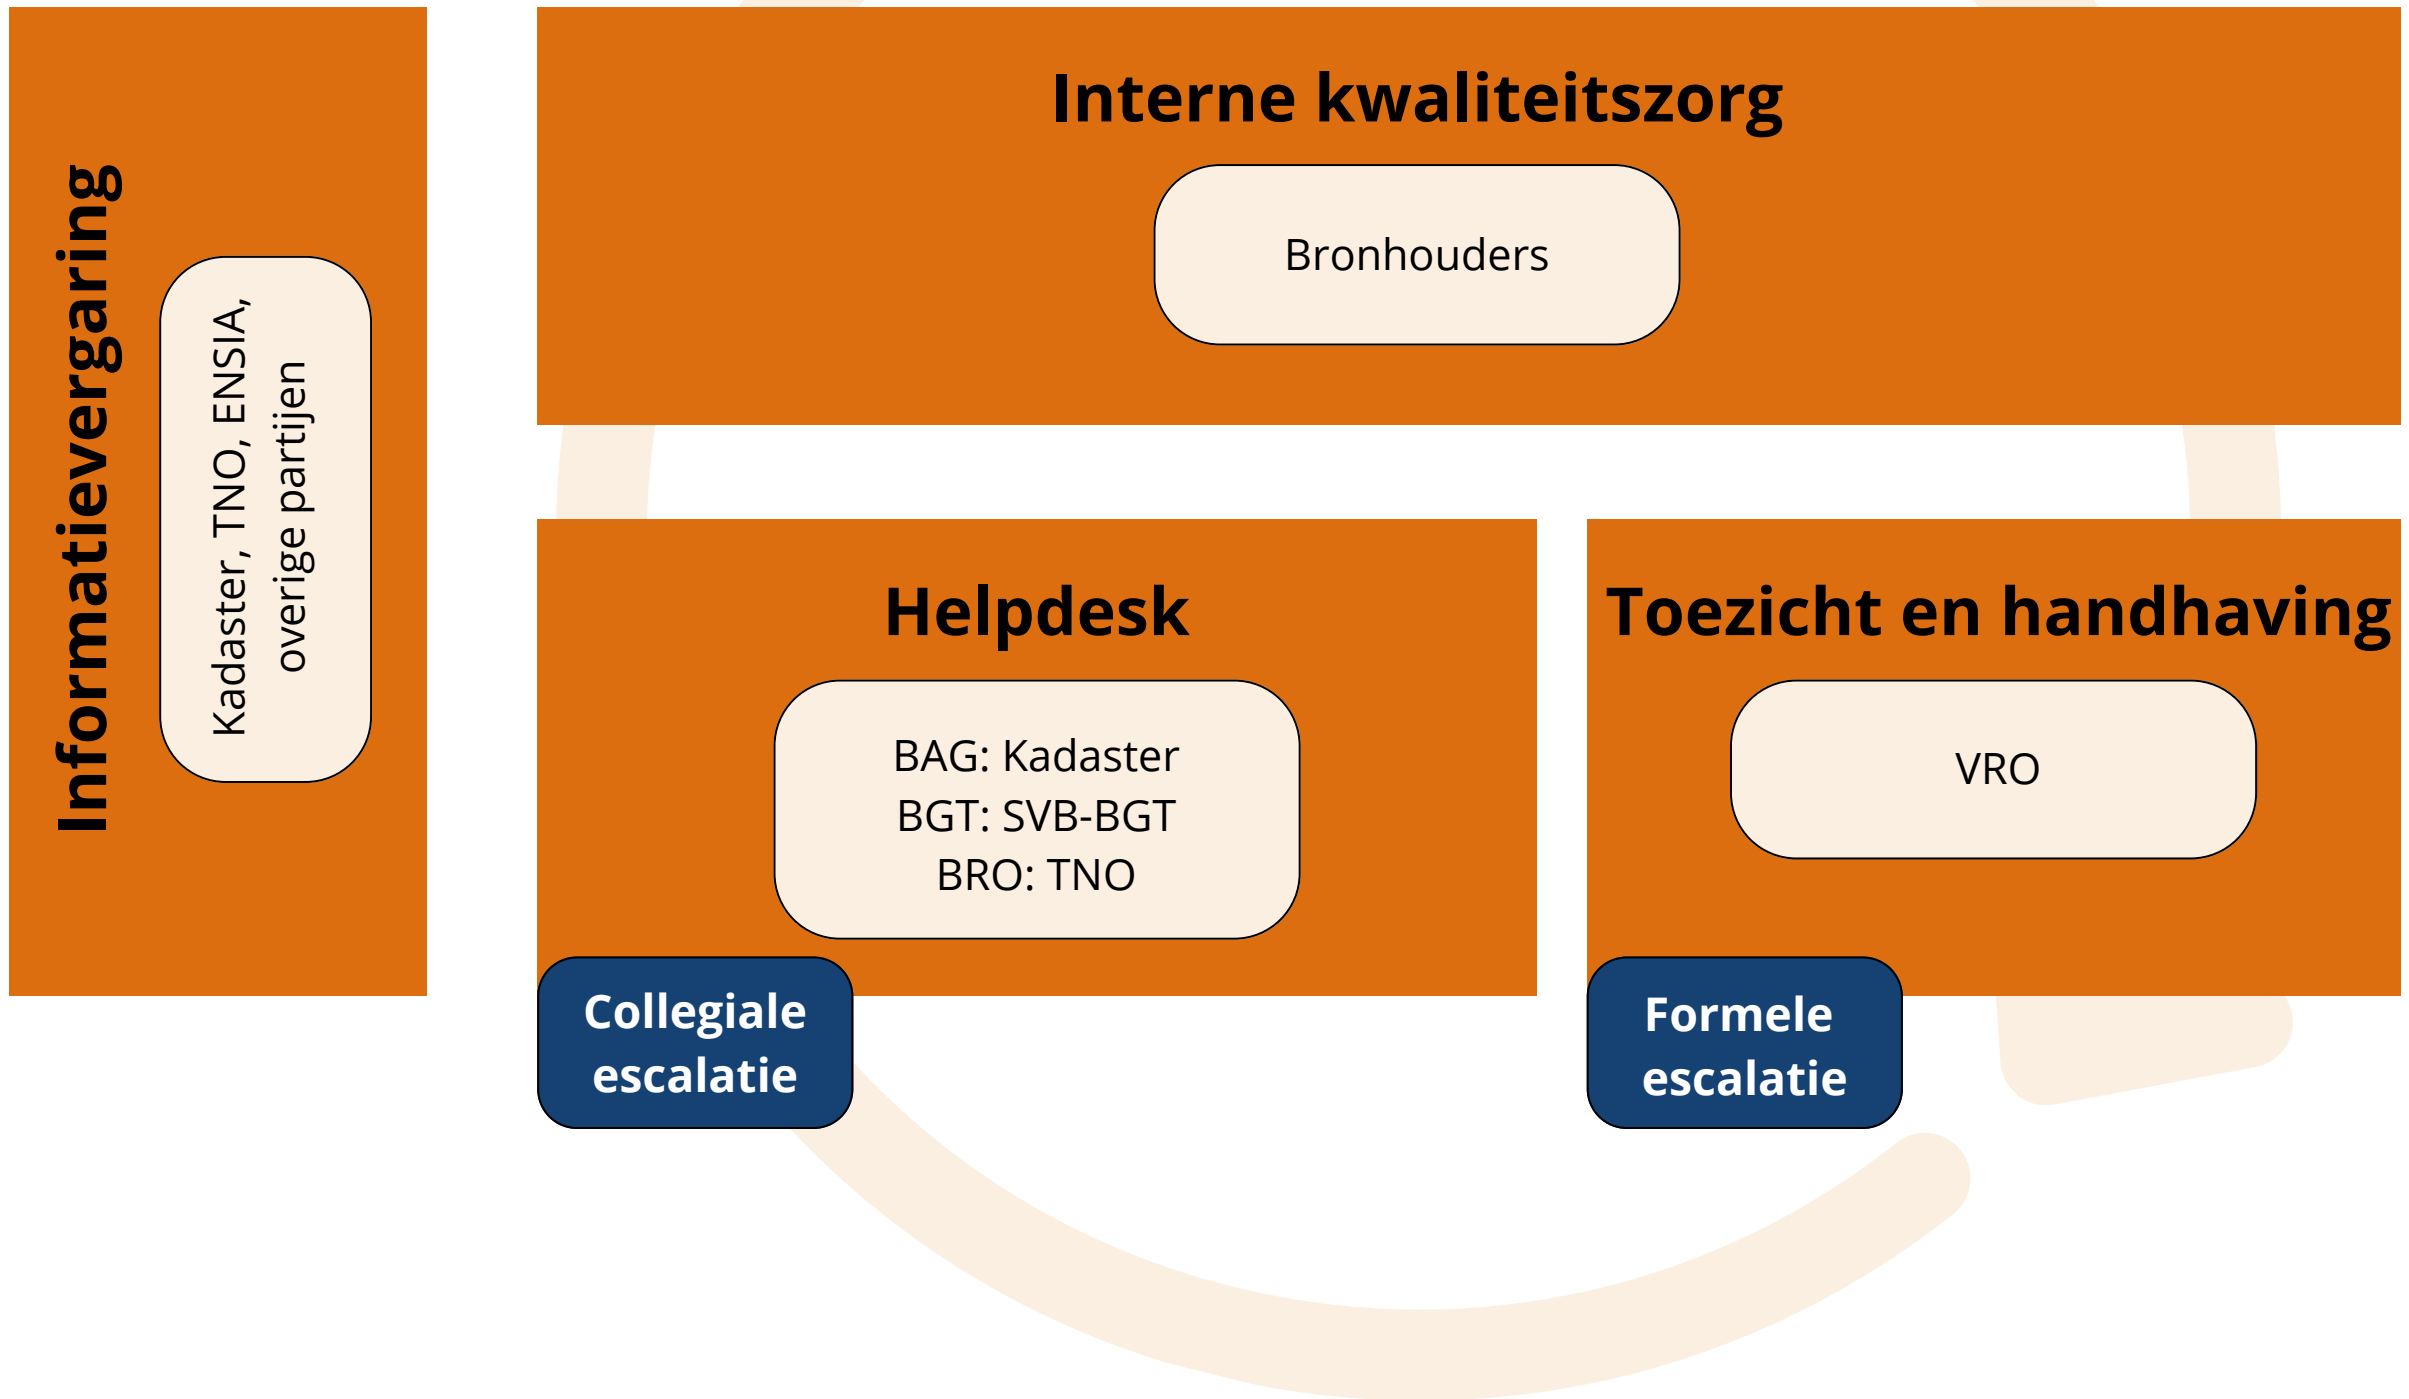 Informatievergaring
Kadaster, TNO, ENSIA,
overige partijen
Interne kwaliteitszorg
Bronhouders
Helpdesk
BAG: Kadaster
BGT: SVB-BGT
BRO: TNO
Collegiale
escalatie
Toezicht en handhaving
VRO
Formele
escalatie